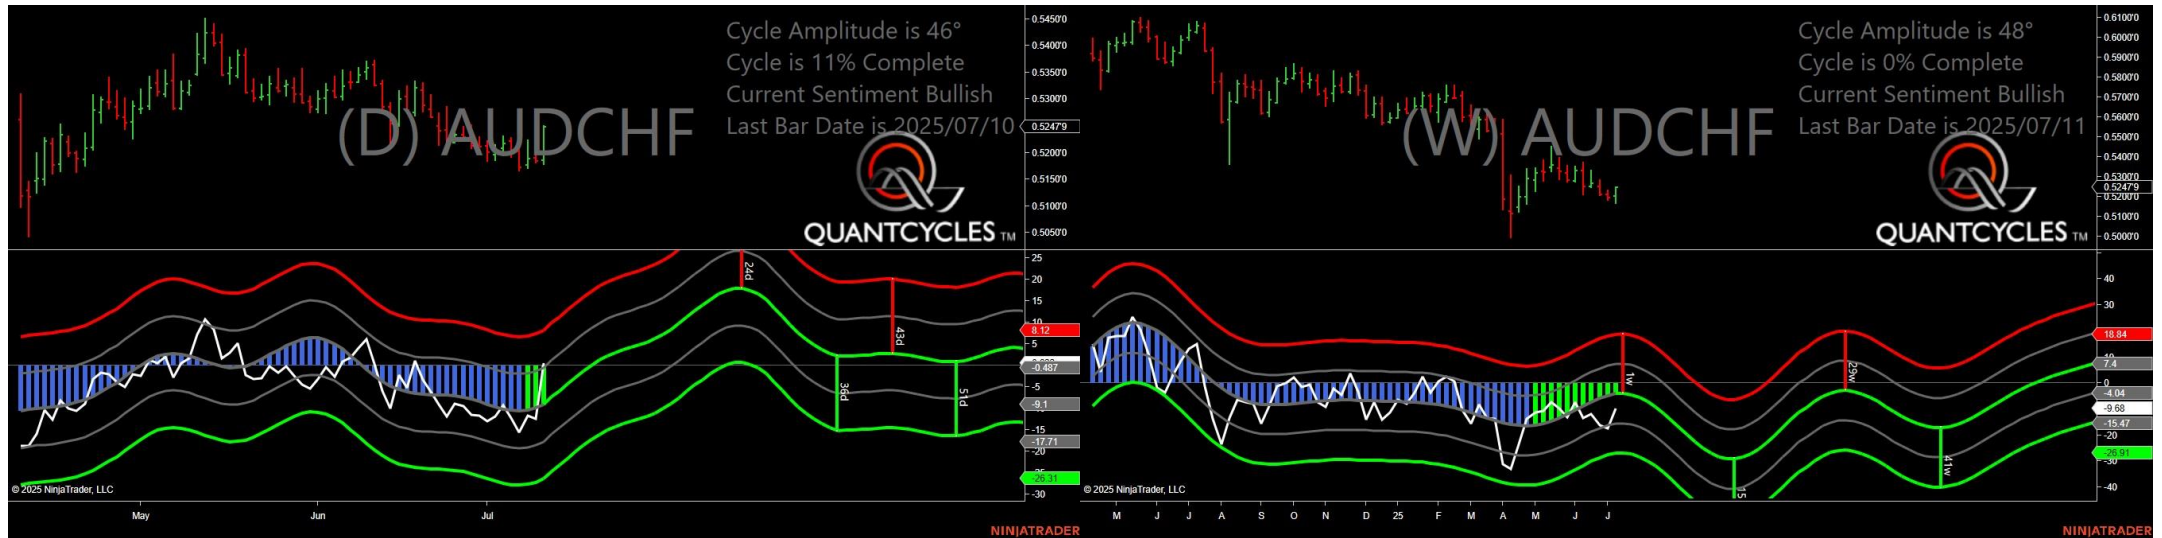 Cycle Amplitude is 46°
Cycle is 11% Complete
Current Sentiment Bullish
Last Bar Date is 2025/07/10
(D) AUDCHF
QUANTCYCLES TM
0.5450'0
0.5400'0
0.5350'0
0.5300'0
0.5247'9
0.5200'0
0.5150'0
0.5100'0
0.5050'0
24d
43d
36d
51d
25
20
15
10
8.12
5
-0.487
-5
-9.1
-15
-17.71
-20
-26.31
-30
© 2025 NinjaTrader, LLC
May
Jun
Jul
NINJATRADER
Cycle Amplitude is 48°
Cycle is 0% Complete
Current Sentiment Bullish
Last Bar Date is 2025/07/11
(W) AUDCHF
QUANTCYCLES TM
0.6100'0
0.6000'0
0.5900'0
0.5800'0
0.5700'0
0.5600'0
0.5500'0
0.5400'0
0.5300'0
0.5247'9
0.5200'0
0.5100'0
0.5000'0
1w
29w
15
41w
40
30
18.84
10
7.4
0
-4.04
-9.68
-15.47
-20
-26.91
-30
-40
© 2025 NinjaTrader, LLC
M
J
J
A
S
O
N
D
25
F
M
A
M
J
J
NINJATRADER